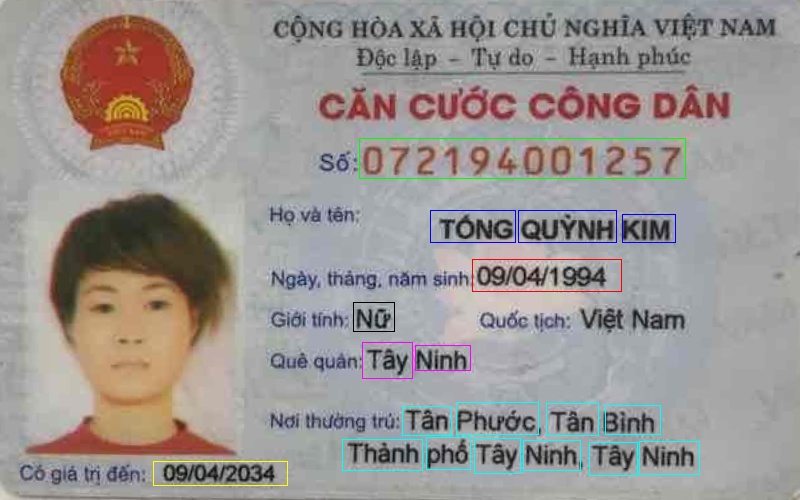 CỘNG HÒA XÃ HỘI CHỦ NGHĨA VIỆT NAM
Độc lập - Tự do - Hạnh phúc
CĂN CƯỚC CÔNG DÂN
Số: 072194001257
Họ và tên: TỐNG QUỲNH KIM
Ngày, tháng, năm sinh: 09/04/1994
Giới tính: Nữ Quốc tịch: Việt Nam
Quê quán: Tây Ninh
Nơi thường trú: Tân Phước, Tân Bình
Thành phố Tây Ninh, Tây Ninh
Có giá trị đến: 09/04/2034